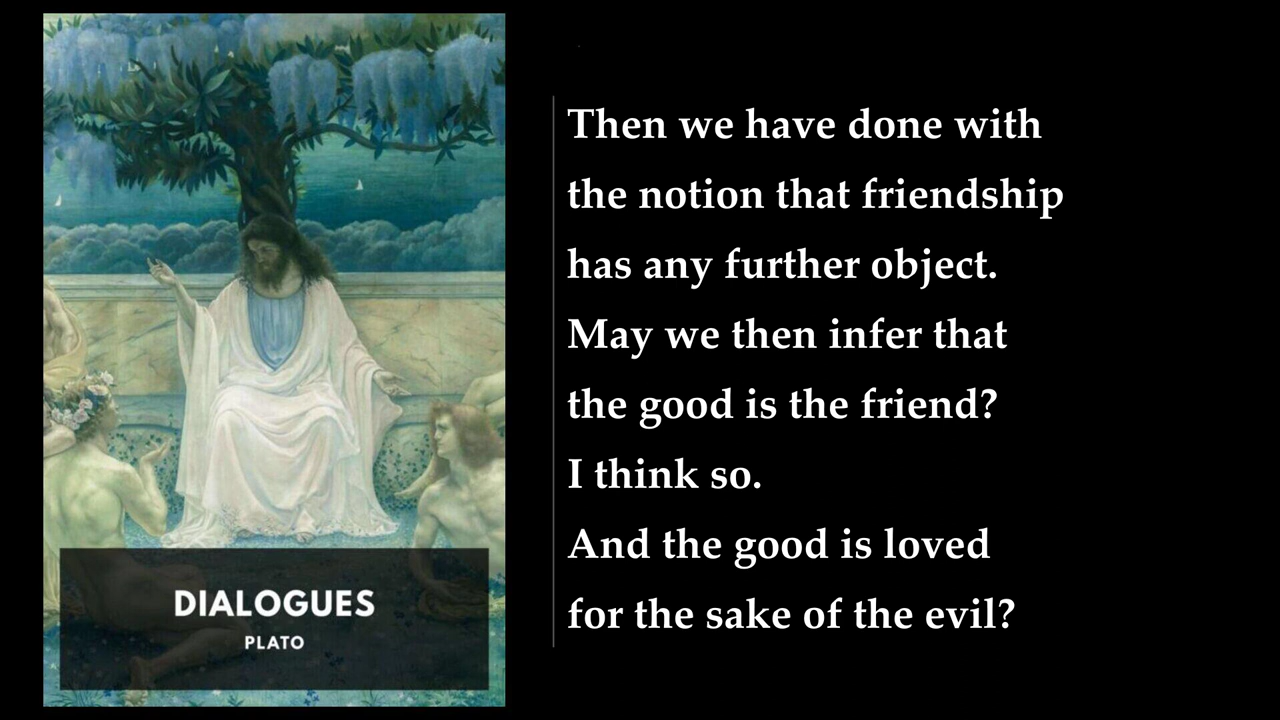 DIALOGUES
PLATO
Then we have done with
the notion that friendship
has any further object.
May we then infer that
the good is the friend?
I think so.
And the good is loved
for the sake of the evil?